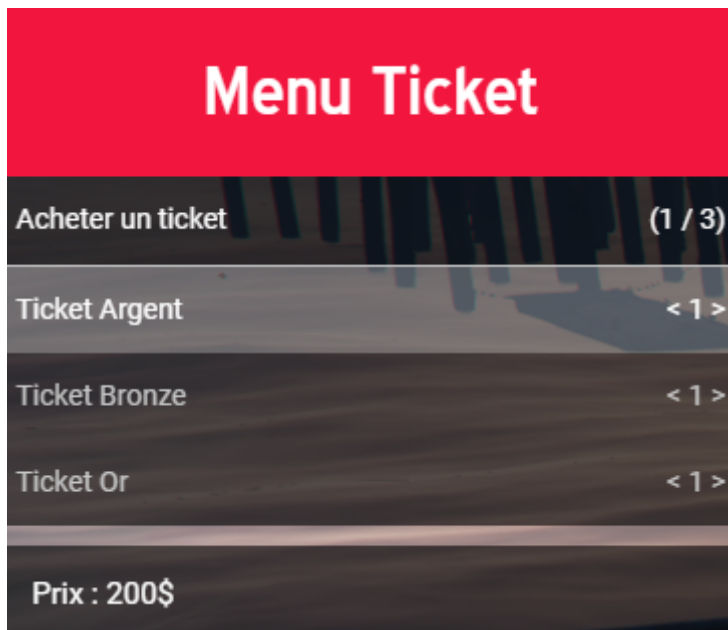 Menu Ticket
Acheter un ticket (1 / 3)
Ticket Argent < 1 >
Ticket Bronze < 1 >
Ticket Or < 1 >
Prix : 200$